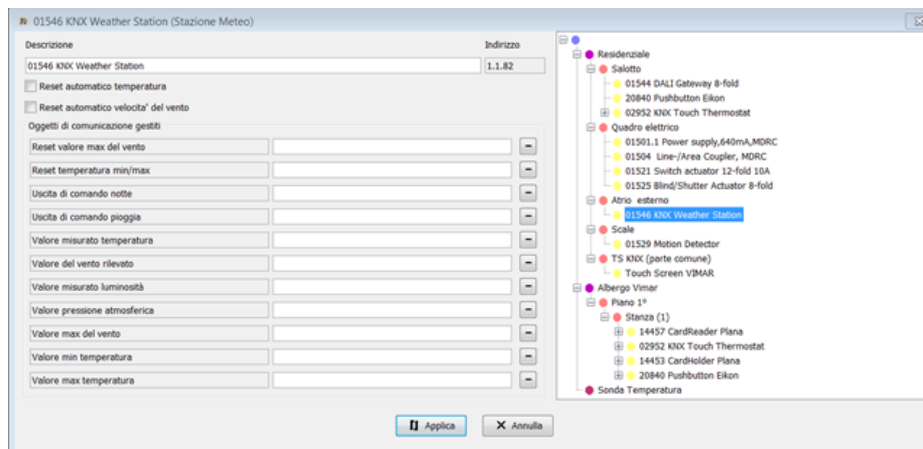 01546 KNX Weather Station (Stazione Meteo)
Descrizione
Indirizzo
01546 KNX Weather Station
1.1.82
Reset automatico temperatura
Reset automatico velocita' del vento
Oggetti di comunicazione gestiti
Reset valore max del vento
Reset temperatura min/max
Uscita di comando notte
Uscita di comando pioggia
Valore misurato temperatura
Valore del vento rilevato
Valore misurato luminosità
Valore pressione atmosferica
Valore max del vento
Valore min temperatura
Valore max temperatura
Residenziale
Salotto
01544 DALI Gateway 8-fold
20840 Pushbutton Eikon
02952 KNX Touch Thermostat
Quadro elettrico
01501.1 Power supply,640mA,MDRC
01504 Line-/Area Coupler, MDRC
01521 Switch actuator 12-fold 10A
01525 Blind/Shutter Actuator 8-fold
Atrio esterno
01546 KNX Weather Station
Scale
01529 Motion Detector
TS KNX (parte comune)
Touch Screen VIMAR
Albergo Vimar
Piano 1°
Stanza (1)
14457 CardReader Plana
02952 KNX Touch Thermostat
14453 CardHolder Plana
20840 Pushbutton Eikon
Sonda Temperatura
Applica
Annulla